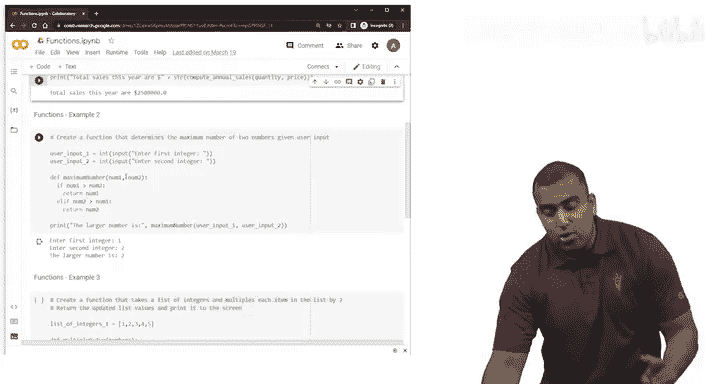 Functions.ipynb - Colaboratory
Incognito (2)
Functions.ipynb
File Edit View Insert Runtime Tools Help Last edited on March 19
Comment Share A
+ Code + Text Connect Editing
print("Total sales this year are $" + str(compute_annual_sales(quantity, price)))
Total sales this year are $2500000.0
Functions - Example 2
# Create a function that determines the maximum number of two numbers given user input
user_input_1 = int(input("Enter first integer: "))
user_input_2 = int(input("Enter second integer: "))
def maximumNumber(num1, num2):
if num1 > num2:
return num1
elif num2 > num1:
return num2
print("The larger number is:", maximumNumber(user_input_1, user_input_2))
Enter first integer: 1
Enter second integer: 2
The larger number is: 2
Functions - Example 3
[ ] # Create a function that takes a list of integers and multiples each item in the list by 2
# Return the updated list values and print it to the screen
list_of_integers_1 = [1,2,3,4,5]